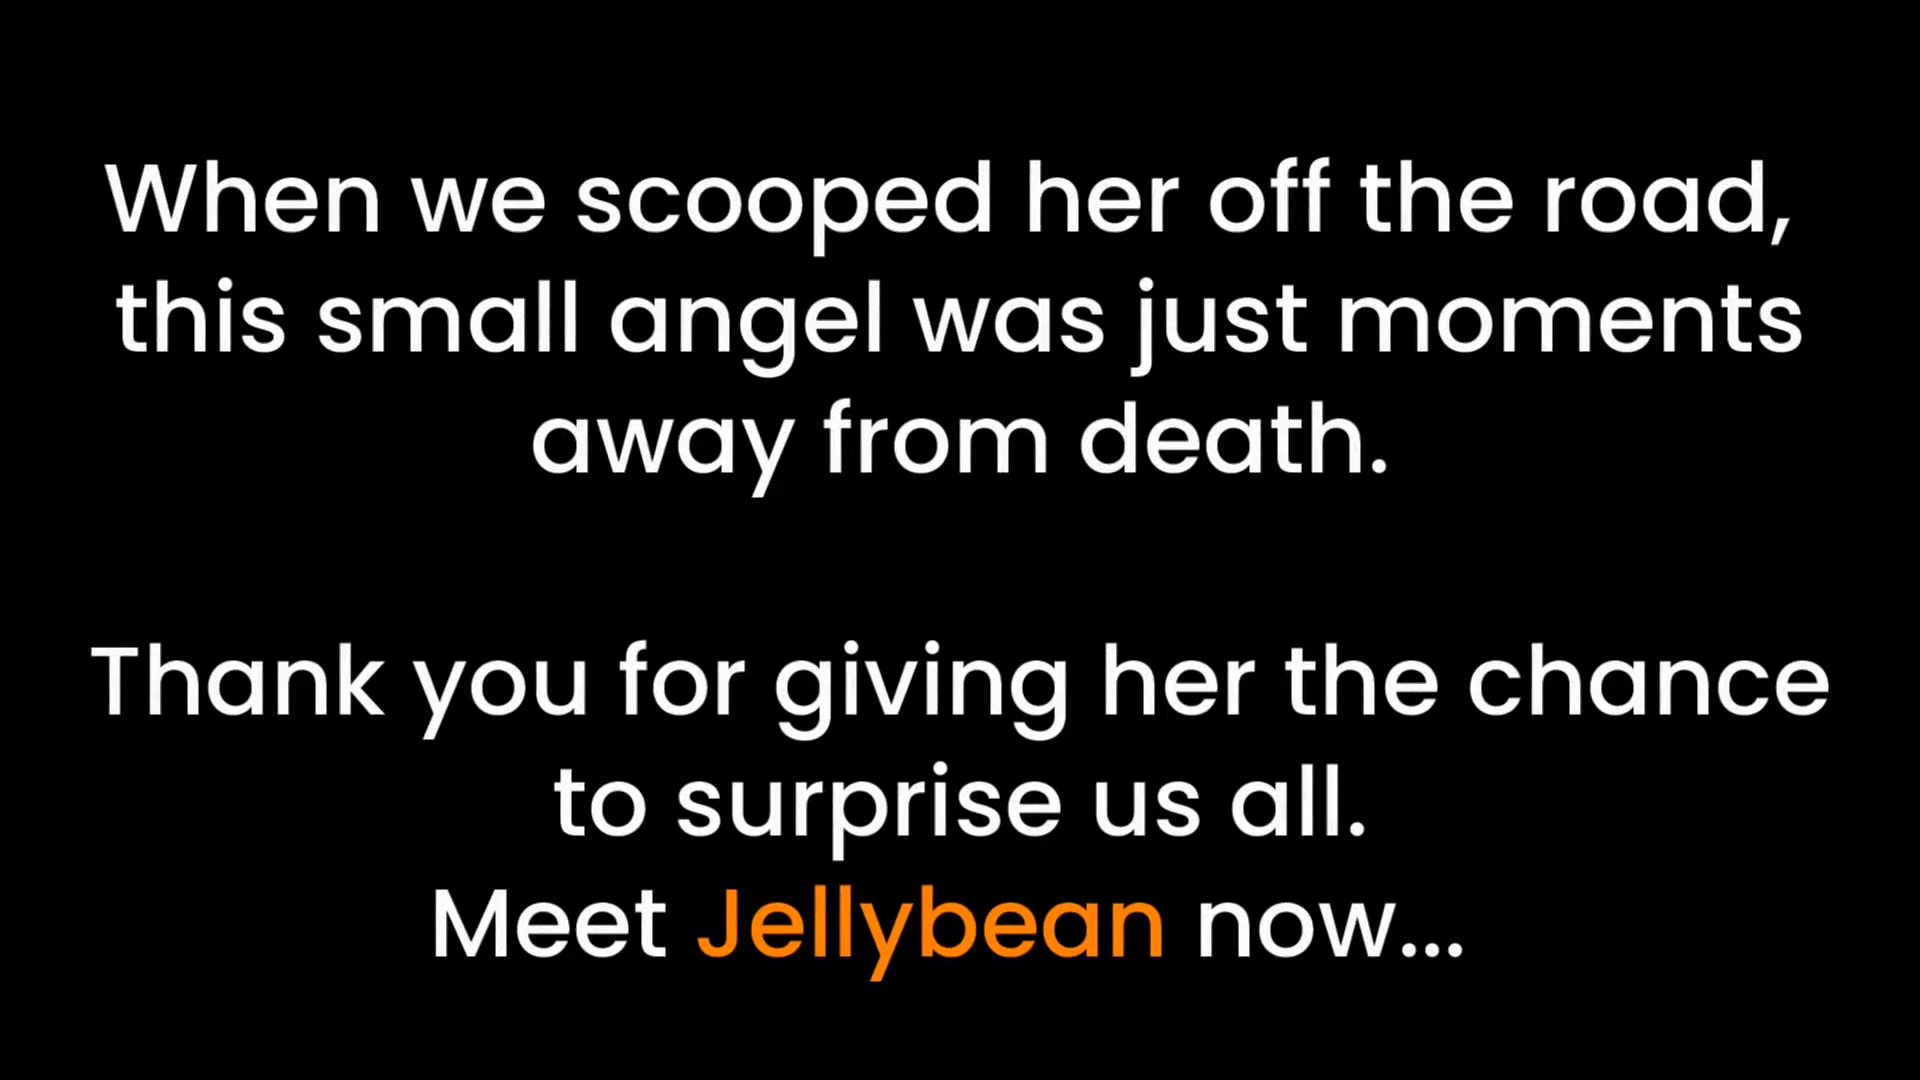 When we scooped her off the road,
this small angel was just moments
away from death.
Thank you for giving her the chance
to surprise us all.
Meet Jellybean now...